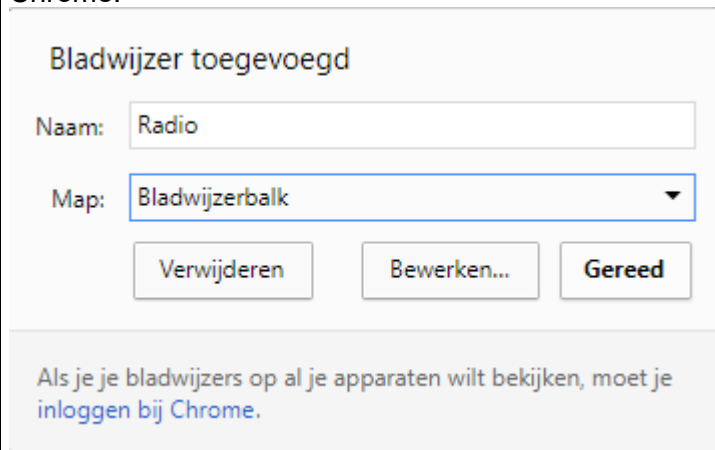 Chrome.
Bladwijzer toegevoegd
Naam: Radio
Map: Bladwijzerbalk
Verwijderen Bewerken... Gereed
Als je je bladwijzers op al je apparaten wilt bekijken, moet je
inloggen bij Chrome.